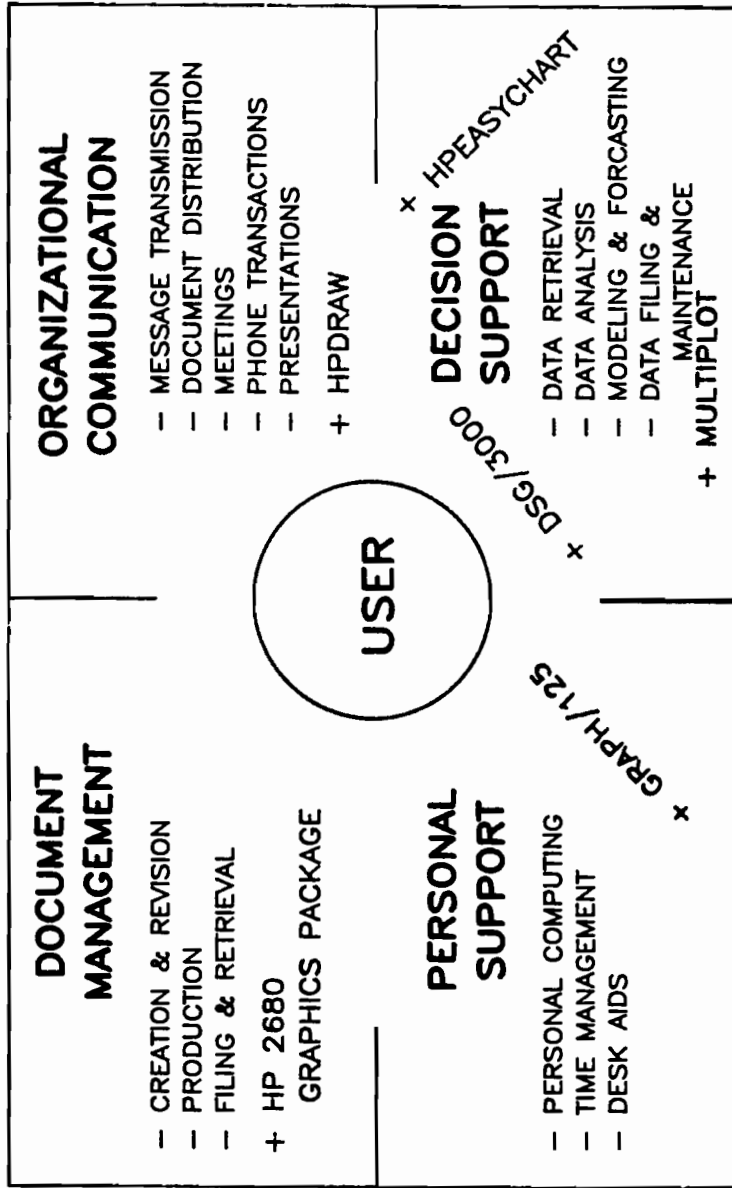 DOCUMENT
MANAGEMENT
– CREATION & REVISION
– PRODUCTION
– FILING & RETRIEVAL
+ HP 2680
GRAPHICS PACKAGE
ORGANIZATIONAL
COMMUNICATION
– MESSAGE TRANSMISSION
– DOCUMENT DISTRIBUTION
– MEETINGS
– PHONE TRANSACTIONS
– PRESENTATIONS
+ HPDRAW
USER
PERSONAL
SUPPORT
– PERSONAL COMPUTING
– TIME MANAGEMENT
– DESK AIDS
x GRAPH/125
x DSG/3000
DECISION
SUPPORT
x HPEASYCHART
– DATA RETRIEVAL
– DATA ANALYSIS
– MODELING & FORCASTING
– DATA FILING &
MAINTENANCE
+ MULTIPLOT